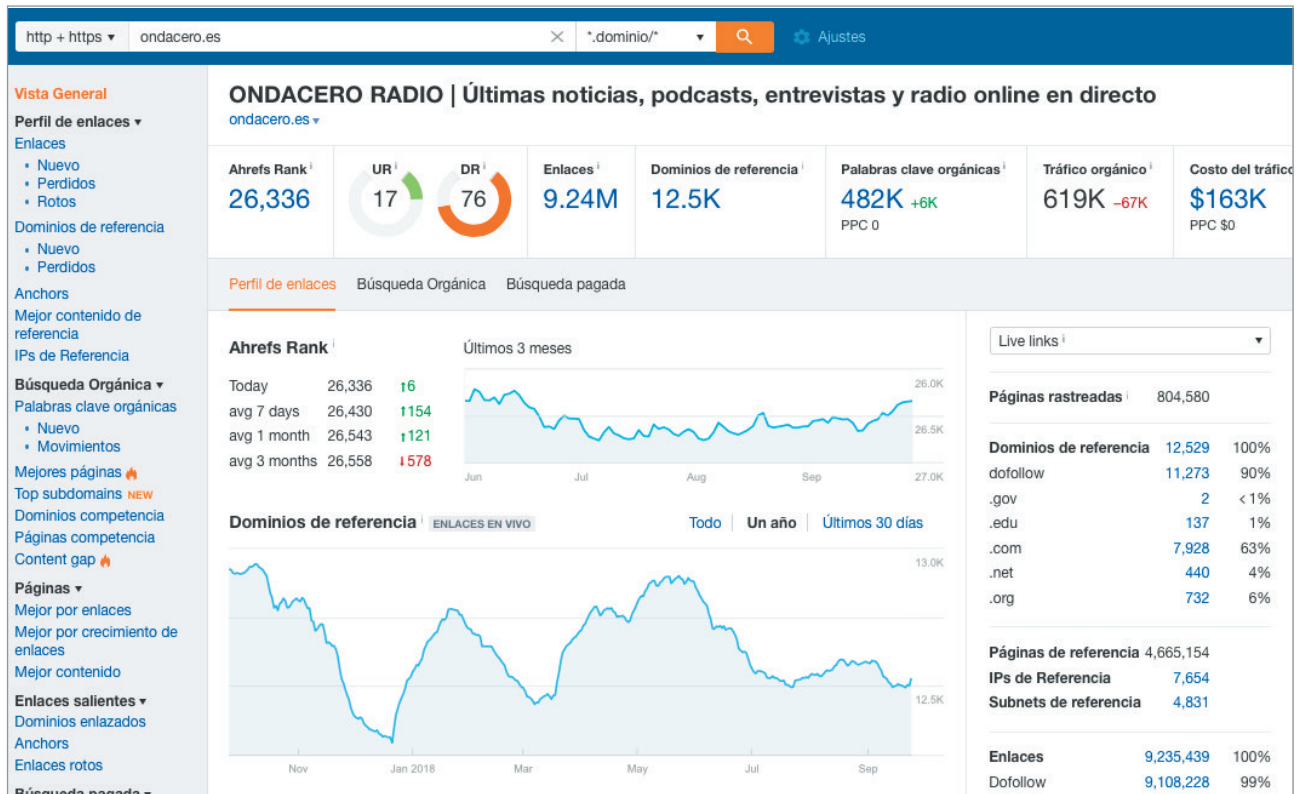 http + https ▾ ondacero.es × *.dominio/* ▾ Ajustes
Vista General
Perfil de enlaces ▾
Enlaces
• Nuevo
• Perdidos
• Rotos
Dominios de referencia
• Nuevo
• Perdidos
Anchors
Mejor contenido de
referencia
IPs de Referencia
Búsqueda Orgánica ▾
Palabras clave orgánicas
• Nuevo
• Movimientos
Mejores páginas
Top subdomains NEW
Dominios competencia
Páginas competencia
Content gap
Páginas ▾
Mejor por enlaces
Mejor por crecimiento de
enlaces
Mejor contenido
Enlaces salientes ▾
Dominios enlazados
Anchors
Enlaces rotos
Búsqueda pagada ▾
ONDACERO RADIO | Últimas noticias, podcasts, entrevistas y radio online en directo
ondacero.es ▾
Ahrefs Rank i
26,336
UR i
17
DR i
76
Enlaces i
9.24M
Dominios de referencia i
12.5K
Palabras clave orgánicas i
482K +6K
PPC 0
Tráfico orgánico i
619K –67K
Costo del tráfico
$163K
PPC $0
Perfil de enlaces Búsqueda Orgánica Búsqueda pagada
Ahrefs Rank i
Today 26,336 ↑6
avg 7 days 26,430 ↑154
avg 1 month 26,543 ↑121
avg 3 months 26,558 ↓578
Últimos 3 meses
26.0K
26.5K
27.0K
Jun Jul Aug Sep
Dominios de referencia i ENLACES EN VIVO Todo Un año Últimos 30 días
13.0K
12.5K
Nov Jan 2018 Mar May Jul Sep
Live links i ▾
Páginas rastreadas i 804,580
Dominios de referencia 12,529 100%
dofollow 11,273 90%
.gov 2 <1%
.edu 137 1%
.com 7,928 63%
.net 440 4%
.org 732 6%
Páginas de referencia 4,665,154
IPs de Referencia 7,654
Subnets de referencia 4,831
Enlaces 9,235,439 100%
Dofollow 9,108,228 99%